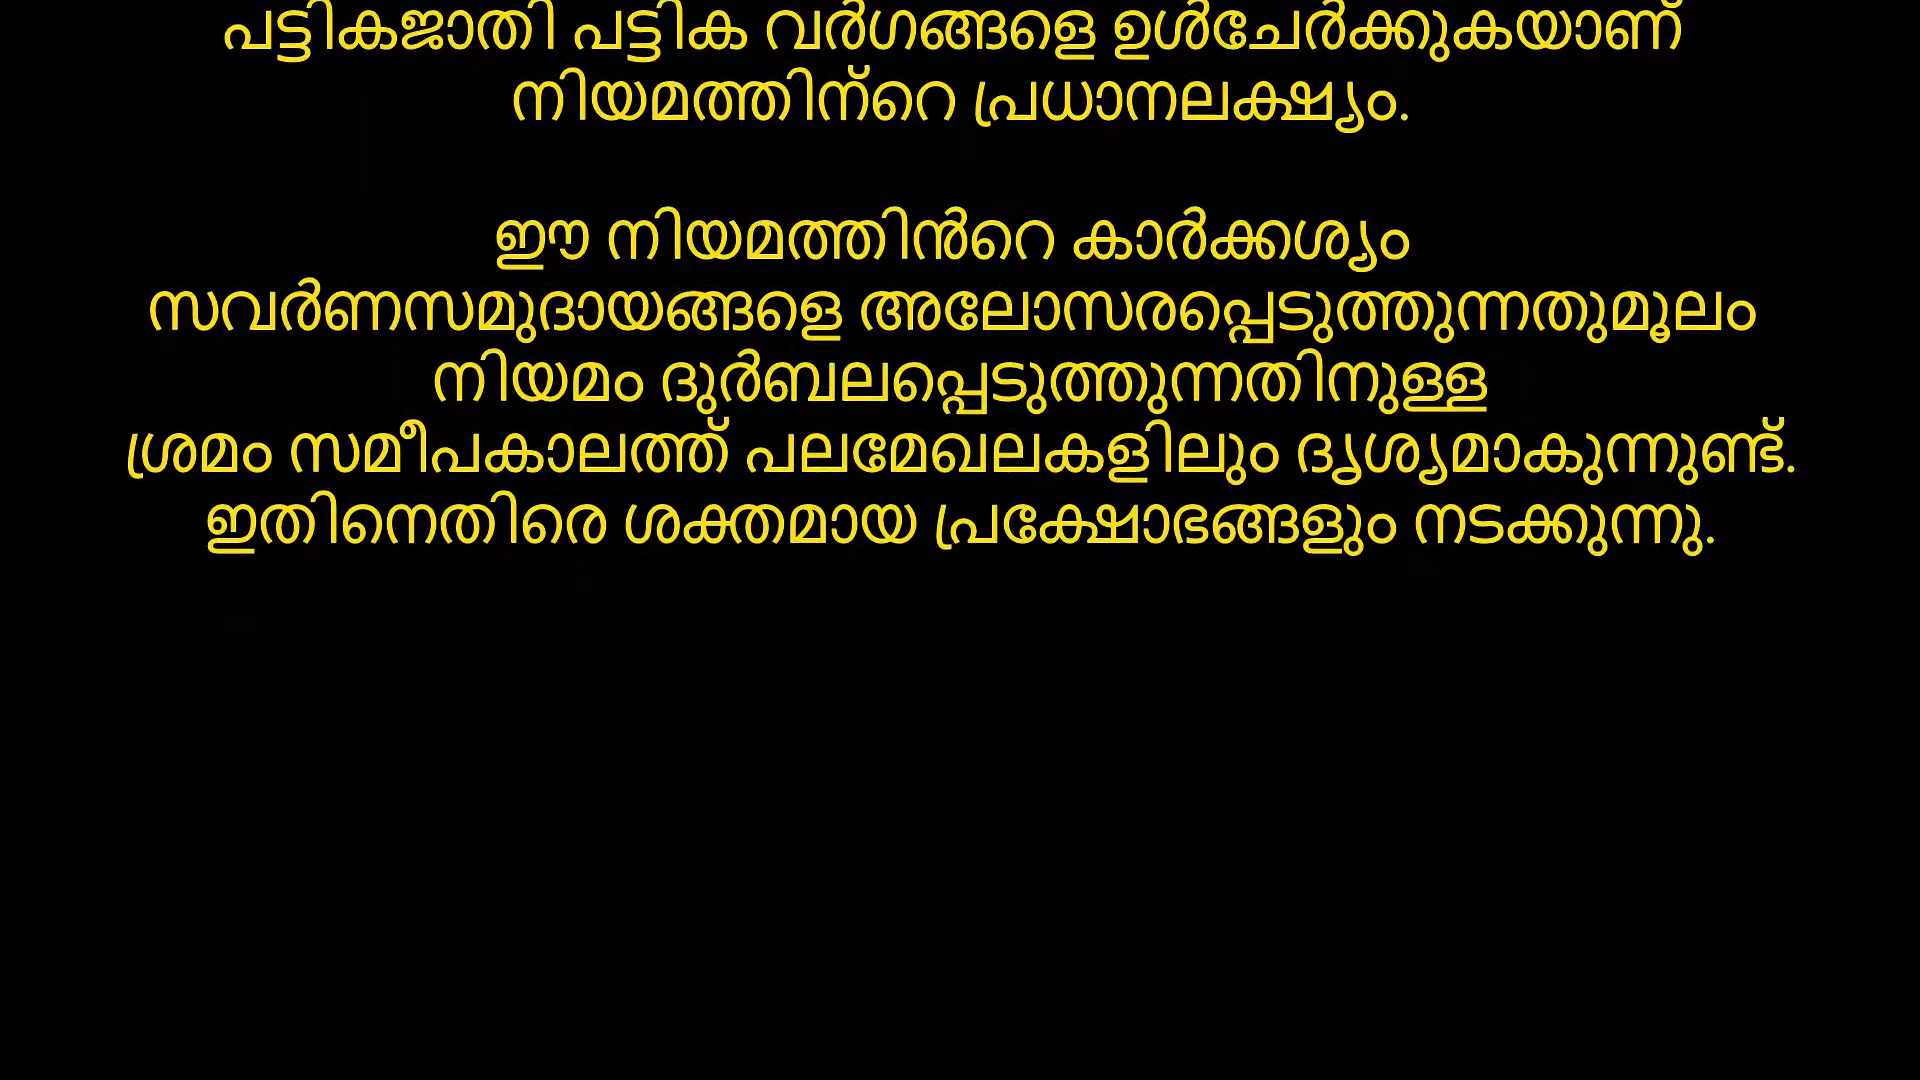 പട്ടികജാതി പട്ടിക വർഗങ്ങളെ ഉൾചേർക്കുകയാണ്
നിയമത്തിന്റെ പ്രധാനലക്ഷ്യം.
ഈ നിയമത്തിൻറെ കാർക്കശ്യം
സവർണസമുദായങ്ങളെ അലോസരപ്പെടുത്തുന്നതുമൂലം
നിയമം ദുർബലപ്പെടുത്തുന്നതിനുള്ള
ശ്രമം സമീപകാലത്ത് പലമേഖലകളിലും ദൃശ്യമാകുന്നുണ്ട്.
ഇതിനെതിരെ ശക്തമായ പ്രക്ഷോഭങ്ങളും നടക്കുന്നു.